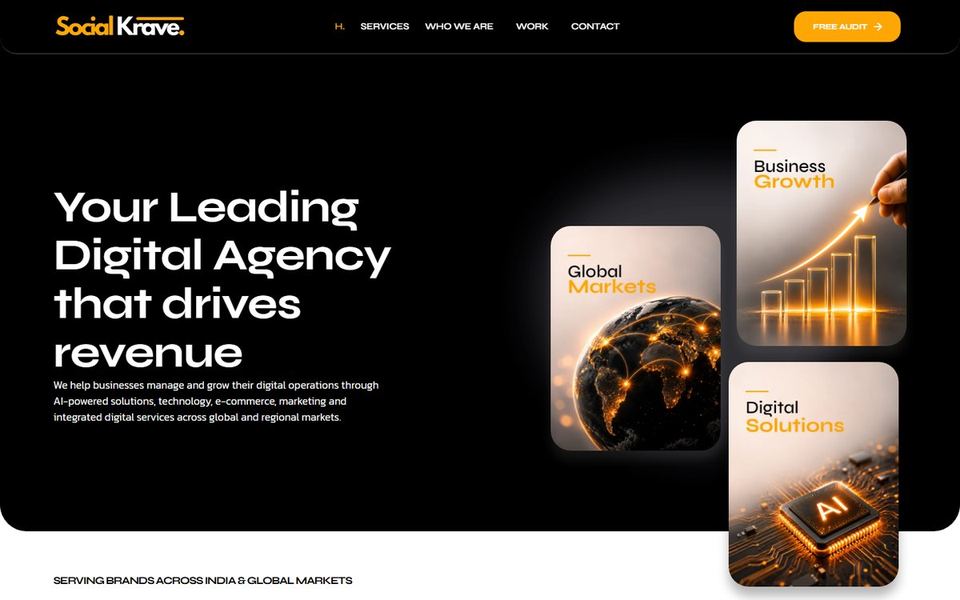 Social Krave.
H.
SERVICES
WHO WE ARE
WORK
CONTACT
FREE AUDIT
Your Leading
Digital Agency
that drives
revenue
We help businesses manage and grow their digital operations through
AI-powered solutions, technology, e-commerce, marketing and
integrated digital services across global and regional markets.
Global
Markets
Business
Growth
Digital
Solutions
AI
SERVING BRANDS ACROSS INDIA & GLOBAL MARKETS